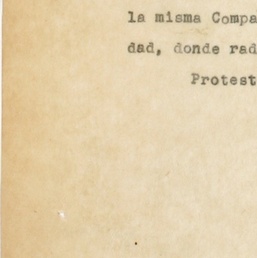 la misma Compa
dad, donde rad
Protest